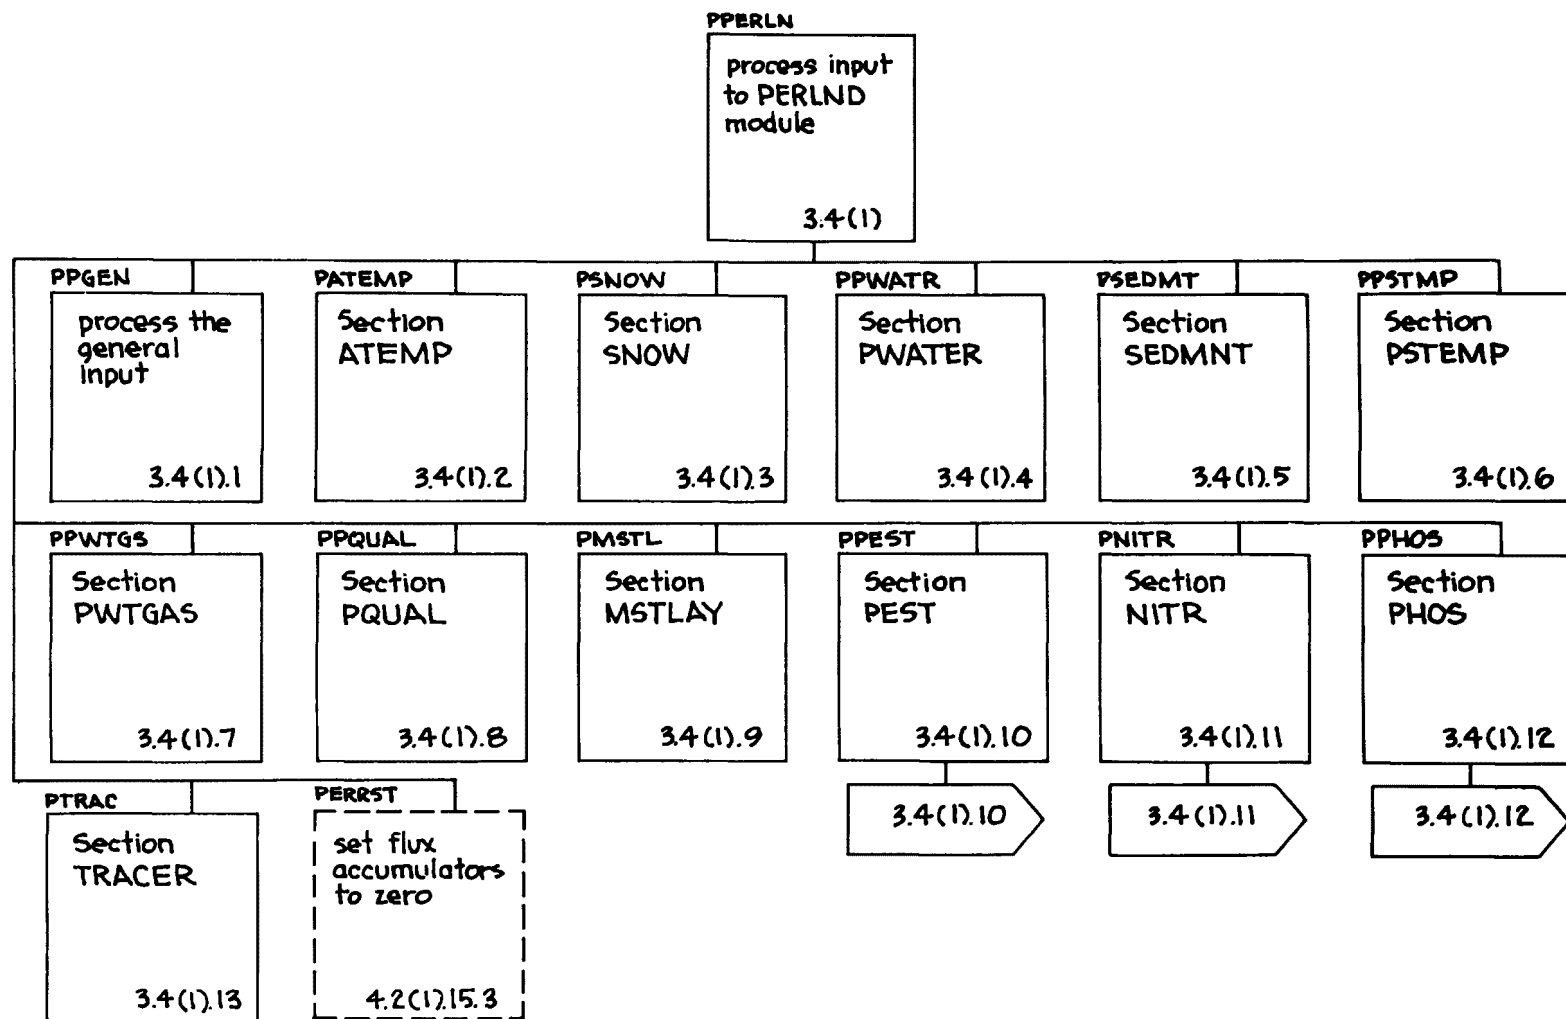 PPERLN
process input
to PERLND
module
3.4(1)
PPGEN
process the
general
input
3.4(1).1
PATEMP
Section
ATEMP
3.4(1).2
PSNOW
Section
SNOW
3.4(1).3
PPWATR
Section
PWATER
3.4(1).4
PSEDMT
Section
SEDMNT
3.4(1).5
PPSTMP
Section
PSTEMP
3.4(1).6
PPWTGS
Section
PWTGAS
3.4(1).7
PPQUAL
Section
PQUAL
3.4(1).8
PMSTL
Section
MSTLAY
3.4(1).9
PPEST
Section
PEST
3.4(1).10
3.4(1).10
PNITR
Section
NITR
3.4(1).11
3.4(1).11
PPHOS
Section
PHOS
3.4(1).12
3.4(1).12
PTRAC
Section
TRACER
3.4(1).13
PERRST
set flux
accumulators
to zero
4.2(1).15.3